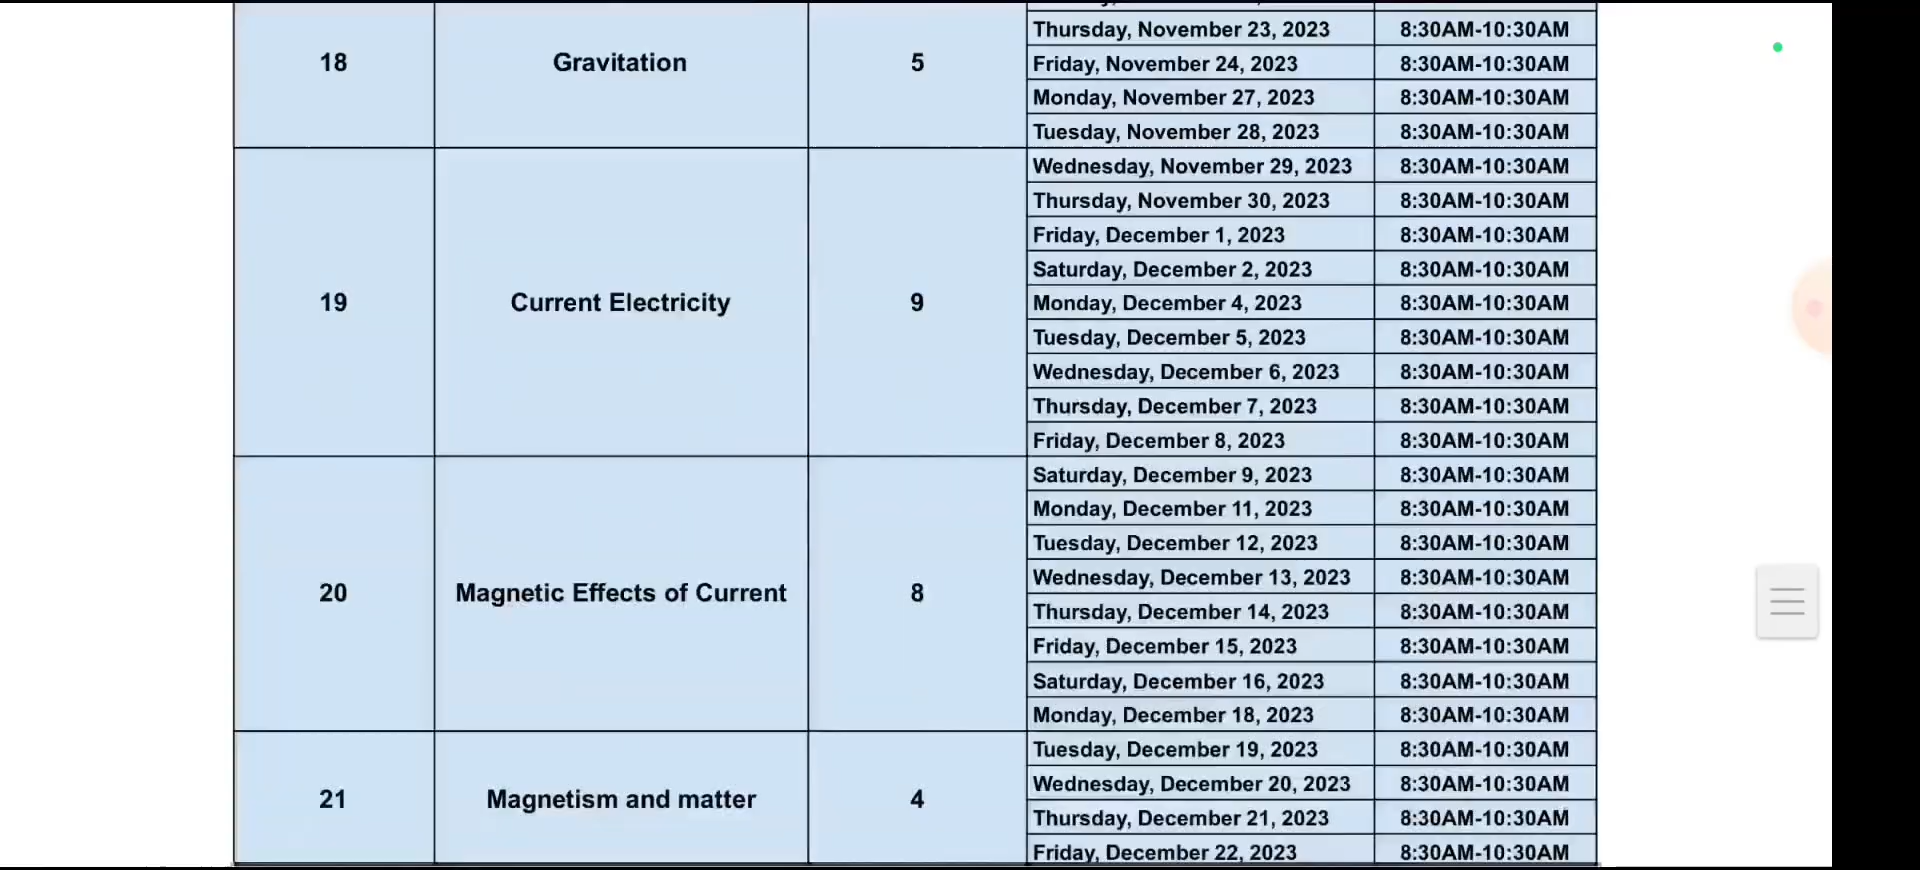 18 Gravitation 5
Thursday, November 23, 2023 8:30AM-10:30AM
Friday, November 24, 2023 8:30AM-10:30AM
Monday, November 27, 2023 8:30AM-10:30AM
Tuesday, November 28, 2023 8:30AM-10:30AM
19 Current Electricity 9
Wednesday, November 29, 2023 8:30AM-10:30AM
Thursday, November 30, 2023 8:30AM-10:30AM
Friday, December 1, 2023 8:30AM-10:30AM
Saturday, December 2, 2023 8:30AM-10:30AM
Monday, December 4, 2023 8:30AM-10:30AM
Tuesday, December 5, 2023 8:30AM-10:30AM
Wednesday, December 6, 2023 8:30AM-10:30AM
Thursday, December 7, 2023 8:30AM-10:30AM
Friday, December 8, 2023 8:30AM-10:30AM
20 Magnetic Effects of Current 8
Saturday, December 9, 2023 8:30AM-10:30AM
Monday, December 11, 2023 8:30AM-10:30AM
Tuesday, December 12, 2023 8:30AM-10:30AM
Wednesday, December 13, 2023 8:30AM-10:30AM
Thursday, December 14, 2023 8:30AM-10:30AM
Friday, December 15, 2023 8:30AM-10:30AM
Saturday, December 16, 2023 8:30AM-10:30AM
Monday, December 18, 2023 8:30AM-10:30AM
21 Magnetism and matter 4
Tuesday, December 19, 2023 8:30AM-10:30AM
Wednesday, December 20, 2023 8:30AM-10:30AM
Thursday, December 21, 2023 8:30AM-10:30AM
Friday, December 22, 2023 8:30AM-10:30AM